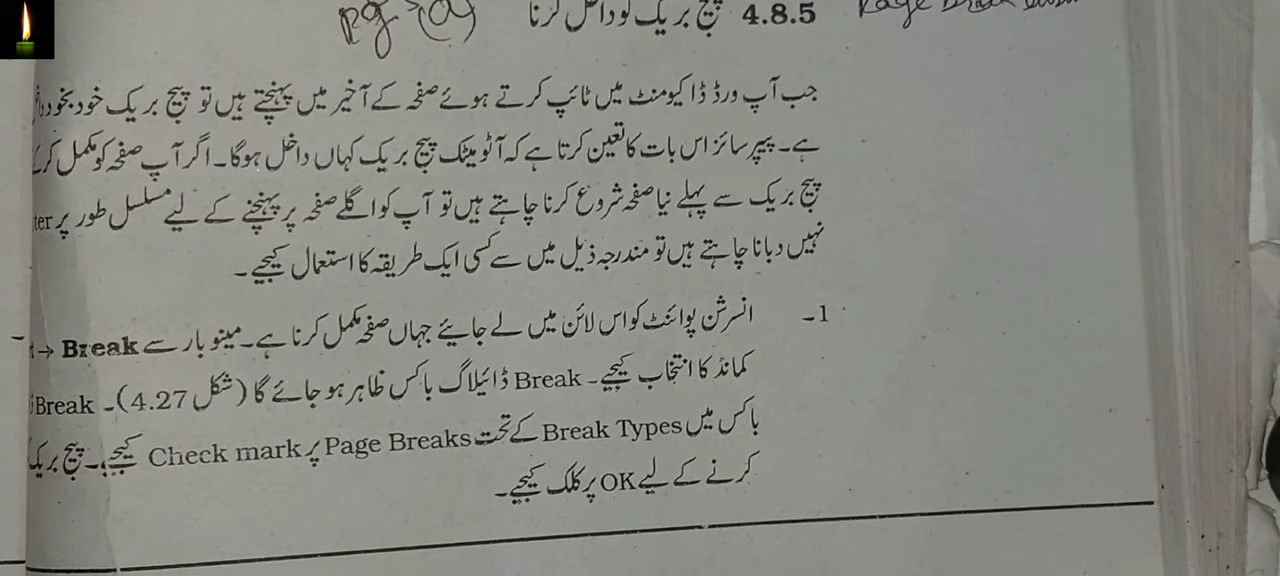 4.8.5 پیج بریک کو داخل کرنا
جب آپ ورڈ ڈاکیومنٹ میں ٹائپ کرتے ہوئے صفحہ کے آخیر میں پہنچتے ہیں تو پیج بریک خود بخود
ہے۔ پیپر سائز اس بات کا تعین کرتا ہے کہ آٹومیٹک پیج بریک کہاں داخل ہوگا۔ اگر آپ صفحہ کو مکمل
پیج بریک سے پہلے نیا صفحہ شروع کرنا چاہتے ہیں تو آپ کو اگلے صفحہ پر پہنچنے کے لیے مسلسل طور پر ter
نہیں دبانا چاہتے ہیں تو مندرجہ ذیل میں سے کسی ایک طریقہ کا استعمال کیجیے۔
1۔ انسرشن پوائنٹ کو اس لائن میں لے جایئے جہاں صفحہ مکمل کرنا ہے۔ مینو بار سے t → Break
کمانڈ کا انتخاب کیجیے۔ Break ڈائیلاگ باکس ظاہر ہو جائے گا (شکل 4.27)۔ Break
باکس میں Break Types کے تحت Page Breaks پر Check mark کیجیے۔ پیج بریک
کرنے کے لیے OK پر کلک کیجیے۔